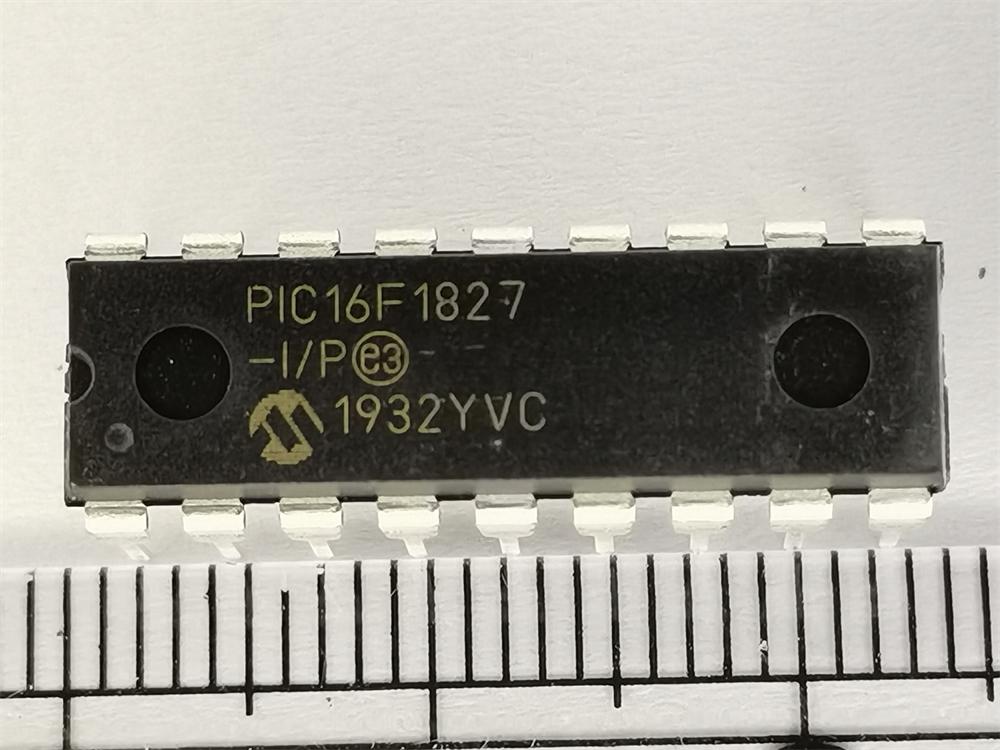 PIC16F1827
-I/P e3
1932YVC